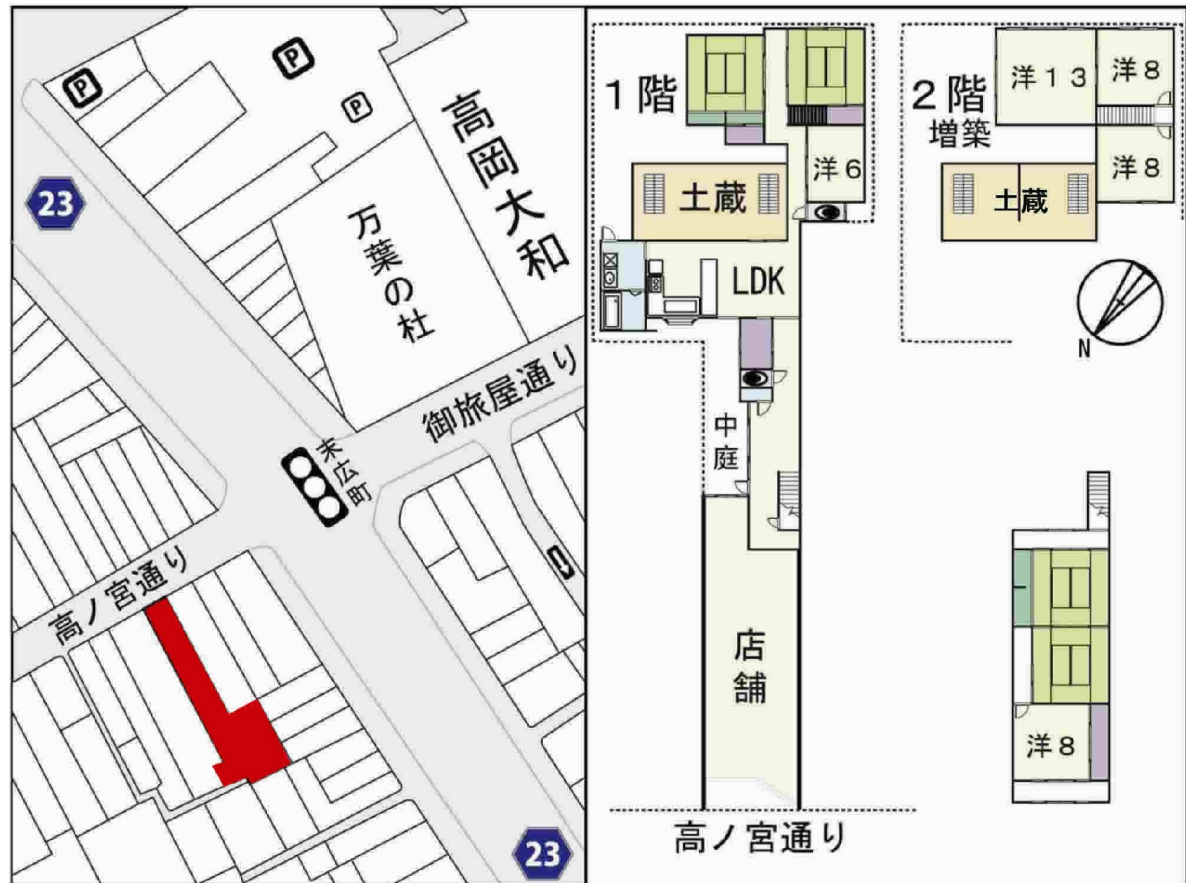 P
P
P
23
高岡大和
万葉の杜
御旅屋通り
末広町
高ノ宮通り
23
1階
洋6
土蔵
LDK
中庭
店舗
高ノ宮通り
2階
増築
洋13
洋8
洋8
土蔵
N
洋8